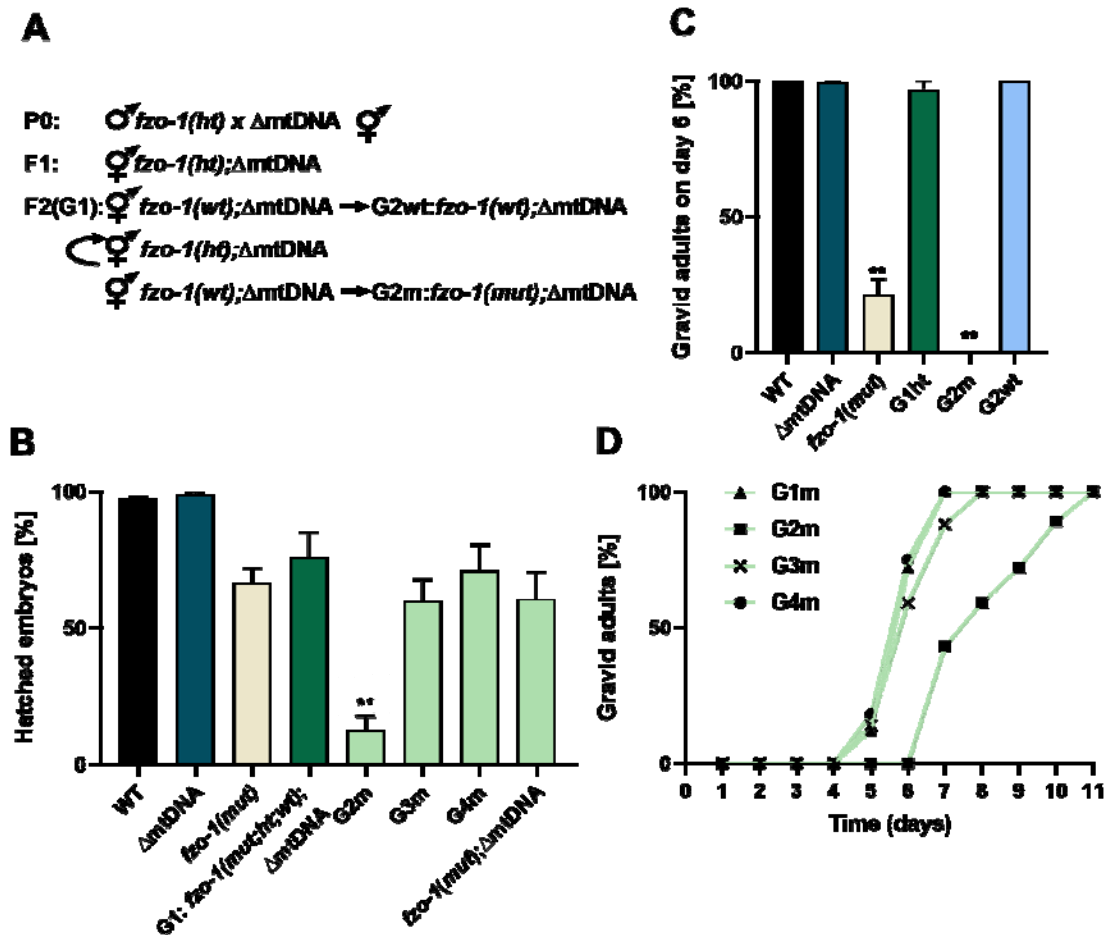 A
P0: ⚦fzo-1(ht) x ΔmtDNA ⚥
F1: ⚥fzo-1(ht);ΔmtDNA
F2(G1): ⚥ fzo-1(wt);ΔmtDNA → G2wt:fzo-1(wt);ΔmtDNA
⚥ fzo-1(ht);ΔmtDNA
⚥ fzo-1(wt);ΔmtDNA → G2m:fzo-1(mut);ΔmtDNA
C
Gravid adults on day 6 [%]
100
50
0
**
**
WT
ΔmtDNA
fzo-1(mut)
G1ht
G2m
G2wt
B
Hatched embryos [%]
100
50
0
**
WT
ΔmtDNA
fzo-1(mut)
G1: fzo-1(mut;ht;wt);
ΔmtDNA
G2m
G3m
G4m
fzo-1(mut);ΔmtDNA
D
Gravid adults [%]
100
50
0
G1m
G2m
G3m
G4m
0 1 2 3 4 5 6 7 8 9 10 11
Time (days)